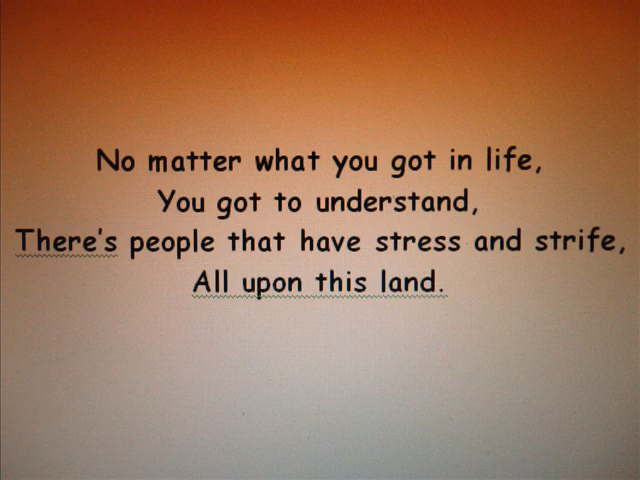 No matter what you got in life,
You got to understand,
There's people that have stress and strife,
All upon this land.